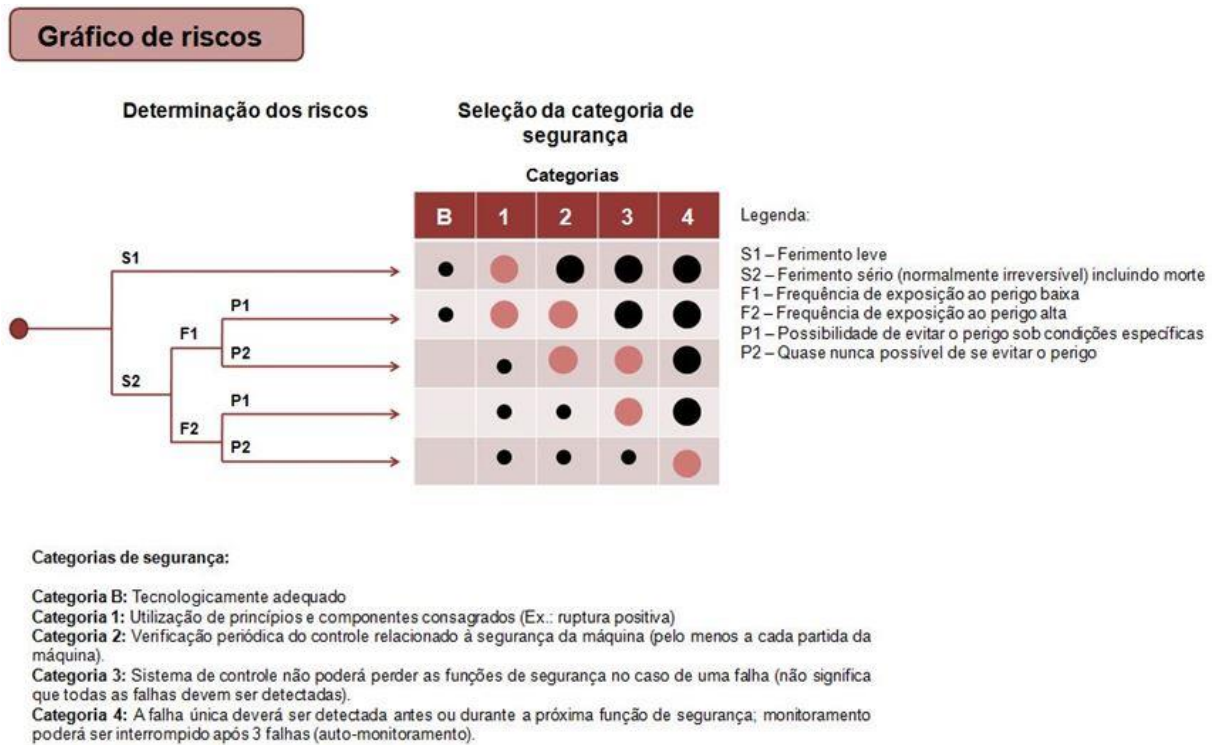 Gráfico de riscos
Determinação dos riscos
Seleção da categoria de
segurança
Categorias
B 1 2 3 4
S1
S2
F1
P1
P2
F2
P1
P2
Legenda:
S1 – Ferimento leve
S2 – Ferimento sério (normalmente irreversível) incluindo morte
F1 – Frequência de exposição ao perigo baixa
F2 – Frequência de exposição ao perigo alta
P1 – Possibilidade de evitar o perigo sob condições específicas
P2 – Quase nunca possível de se evitar o perigo
Categorias de segurança:
Categoria B: Tecnologicamente adequado
Categoria 1: Utilização de princípios e componentes consagrados (Ex.: ruptura positiva)
Categoria 2: Verificação periódica do controle relacionado à segurança da máquina (pelo menos a cada partida da
máquina).
Categoria 3: Sistema de controle não poderá perder as funções de segurança no caso de uma falha (não significa
que todas as falhas devem ser detectadas).
Categoria 4: A falha única deverá ser detectada antes ou durante a próxima função de segurança; monitoramento
poderá ser interrompido após 3 falhas (auto-monitoramento).